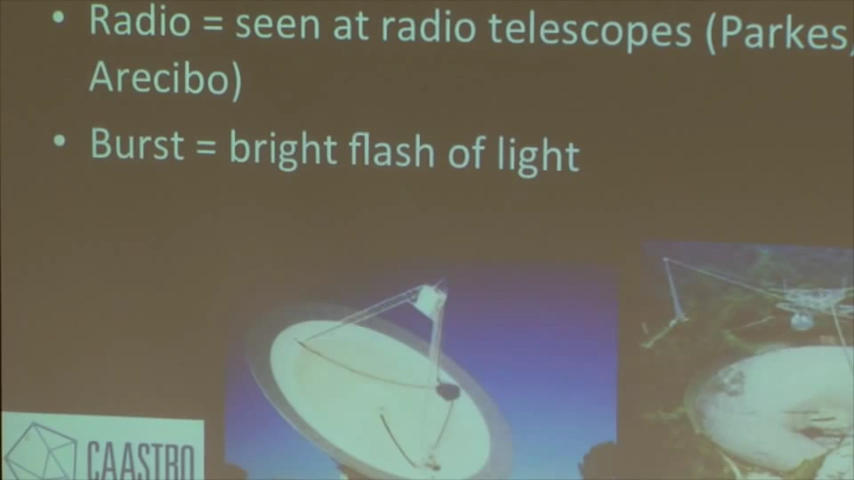 • Radio = seen at radio telescopes (Parkes,
Arecibo)
• Burst = bright flash of light
CAASTRO